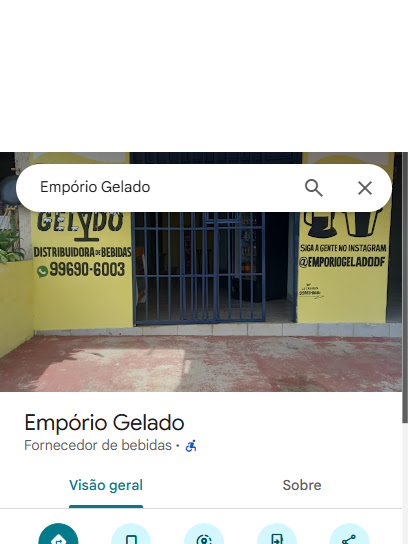 Empório Gelado
GELADO
DISTRIBUIDORA DE BEBIDAS
99690-6003
SIGA A GENTE NO INSTAGRAM
@EMPORIOGELADODF
Empório Gelado
Fornecedor de bebidas ·
Visão geral
Sobre